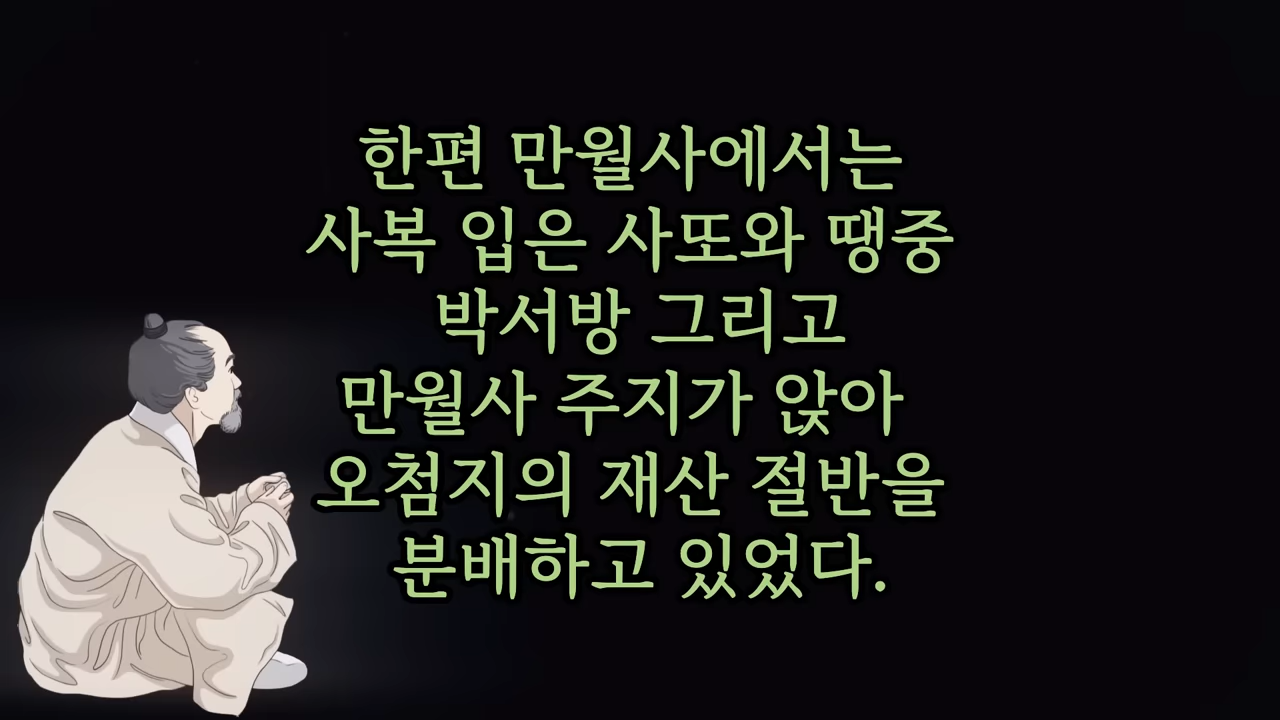 한편 만월사에서는
사복 입은 사또와 땡중
박서방 그리고
만월사 주지가 앉아
오첨지의 재산 절반을
분배하고 있었다.